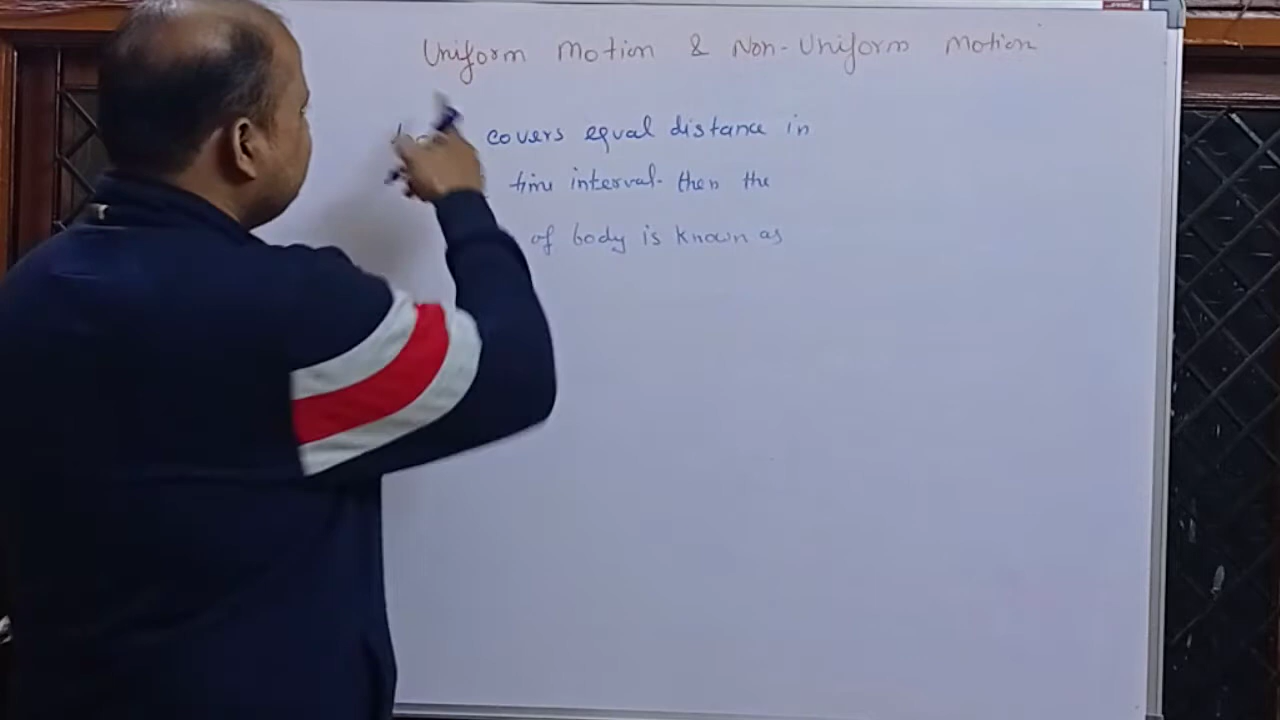 Uniform Motion & Non-Uniform Motion
covers equal distance in
time interval. then the
of body is known as